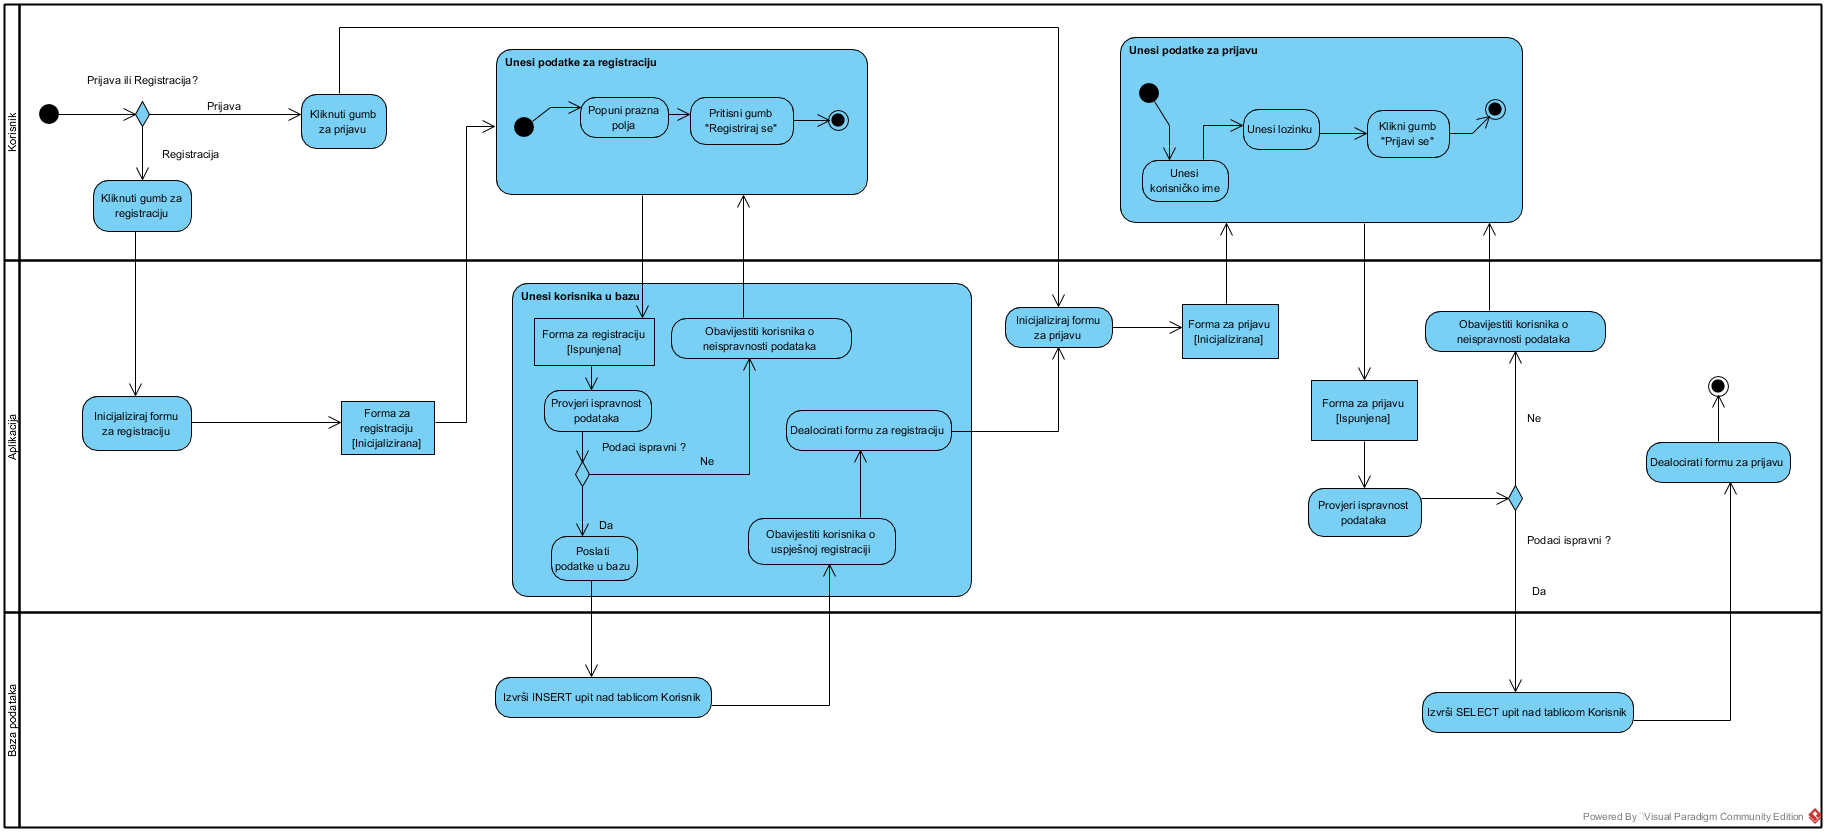 Korisnik
Prijava ili Registracija?
Prijava
Registracija
Kliknuti gumb
za prijavu
Kliknuti gumb za
registraciju
Unesi podatke za registraciju
Popuni prazna
polja
Pritisni gumb
"Registriraj se"
Unesi podatke za prijavu
Unesi
korisničko ime
Unesi lozinku
Klikni gumb
"Prijavi se"
Aplikacija
Inicijaliziraj formu
za registraciju
Forma za
registraciju
[Inicijalizirana]
Unesi korisnika u bazu
Forma za registraciju
[Ispunjena]
Obavijestiti korisnika o
neispravnosti podataka
Provjeri ispravnost
podataka
Podaci ispravni ?
Ne
Da
Poslati
podatke u bazu
Dealocirati formu za registraciju
Obavijestiti korisnika o
uspješnoj registraciji
Inicijaliziraj formu
za prijavu
Forma za prijavu
[Inicijalizirana]
Forma za prijavu
[Ispunjena]
Provjeri ispravnost
podataka
Obavijestiti korisnika o
neispravnosti podataka
Ne
Podaci ispravni ?
Da
Dealocirati formu za prijavu
Baza podataka
Izvrši INSERT upit nad tablicom Korisnik
Izvrši SELECT upit nad tablicom Korisnik
Powered By Visual Paradigm Community Edition